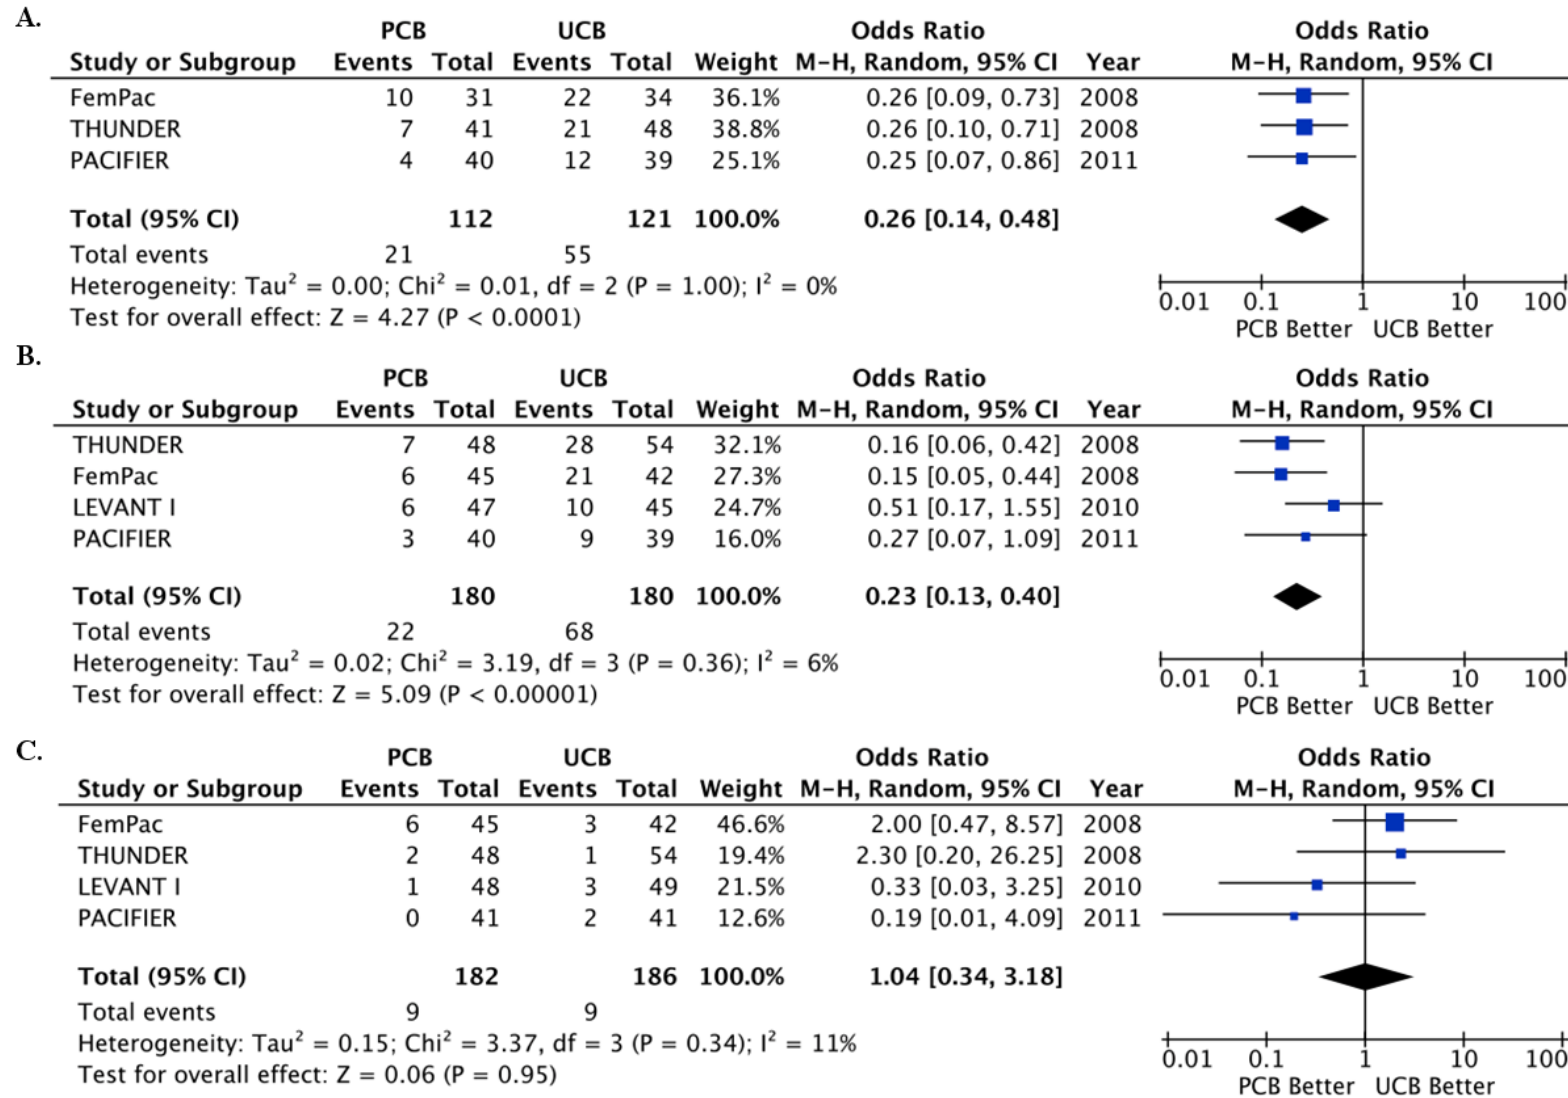 A.
PCB UCB Odds Ratio Odds Ratio
Study or Subgroup Events Total Events Total Weight M-H, Random, 95% CI Year M-H, Random, 95% CI
FemPac 10 31 22 34 36.1% 0.26 [0.09, 0.73] 2008
THUNDER 7 41 21 48 38.8% 0.26 [0.10, 0.71] 2008
PACIFIER 4 40 12 39 25.1% 0.25 [0.07, 0.86] 2011
Total (95% CI) 112 121 100.0% 0.26 [0.14, 0.48]
Total events 21 55
Heterogeneity: Tau² = 0.00; Chi² = 0.01, df = 2 (P = 1.00); I² = 0%
0.01 0.1 1 10 100
Test for overall effect: Z = 4.27 (P < 0.0001)
PCB Better UCB Better
B.
PCB UCB Odds Ratio Odds Ratio
Study or Subgroup Events Total Events Total Weight M-H, Random, 95% CI Year M-H, Random, 95% CI
THUNDER 7 48 28 54 32.1% 0.16 [0.06, 0.42] 2008
FemPac 6 45 21 42 27.3% 0.15 [0.05, 0.44] 2008
LEVANT I 6 47 10 45 24.7% 0.51 [0.17, 1.55] 2010
PACIFIER 3 40 9 39 16.0% 0.27 [0.07, 1.09] 2011
Total (95% CI) 180 180 100.0% 0.23 [0.13, 0.40]
Total events 22 68
Heterogeneity: Tau² = 0.02; Chi² = 3.19, df = 3 (P = 0.36); I² = 6%
0.01 0.1 1 10 100
Test for overall effect: Z = 5.09 (P < 0.00001)
PCB Better UCB Better
C.
PCB UCB Odds Ratio Odds Ratio
Study or Subgroup Events Total Events Total Weight M-H, Random, 95% CI Year M-H, Random, 95% CI
FemPac 6 45 3 42 46.6% 2.00 [0.47, 8.57] 2008
THUNDER 2 48 1 54 19.4% 2.30 [0.20, 26.25] 2008
LEVANT I 1 48 3 49 21.5% 0.33 [0.03, 3.25] 2010
PACIFIER 0 41 2 41 12.6% 0.19 [0.01, 4.09] 2011
Total (95% CI) 182 186 100.0% 1.04 [0.34, 3.18]
Total events 9 9
Heterogeneity: Tau² = 0.15; Chi² = 3.37, df = 3 (P = 0.34); I² = 11%
0.01 0.1 1 10 100
Test for overall effect: Z = 0.06 (P = 0.95)
PCB Better UCB Better